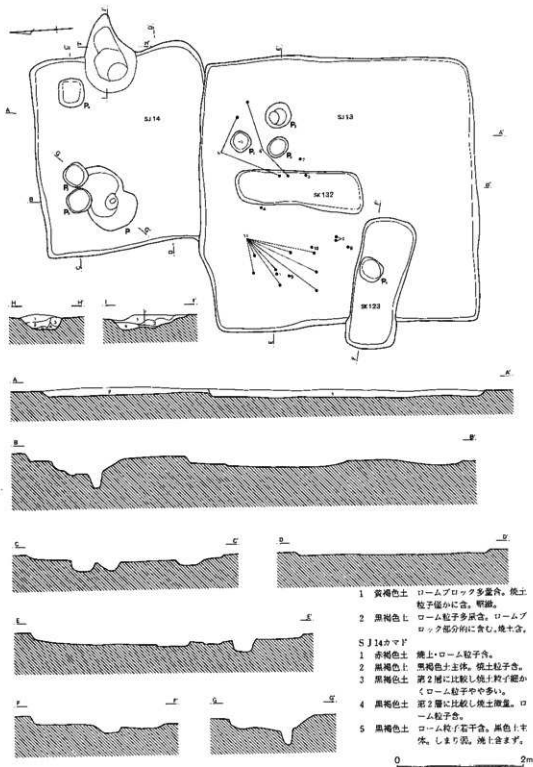 SJ14
SJ13
SK132
SK123
H H'
A A'
B B'
C C'
D D'
E E'
F F'
G G'
1 黄褐色土 ロームブロック多量含。焼土
粒子僅かに含。堅緻。
2 黒褐色土 ローム粒子多量含。ロームブ
ロック部分的に含む。焼土含。
SJ14カマド
1 赤褐色土 焼土・ローム粒子含。
2 黒褐色土 黒褐色土主体。焼土粒子含。
3 黒褐色土 第2層に比較し焼土粒子細か
くローム粒子やや多い。
4 黒褐色土 第2層に比較し焼土微量。ロ
ーム粒子含。
5 黒褐色土 ローム粒子若干含。黒色土主
体。しまり弱。焼土含まず。
0 2m